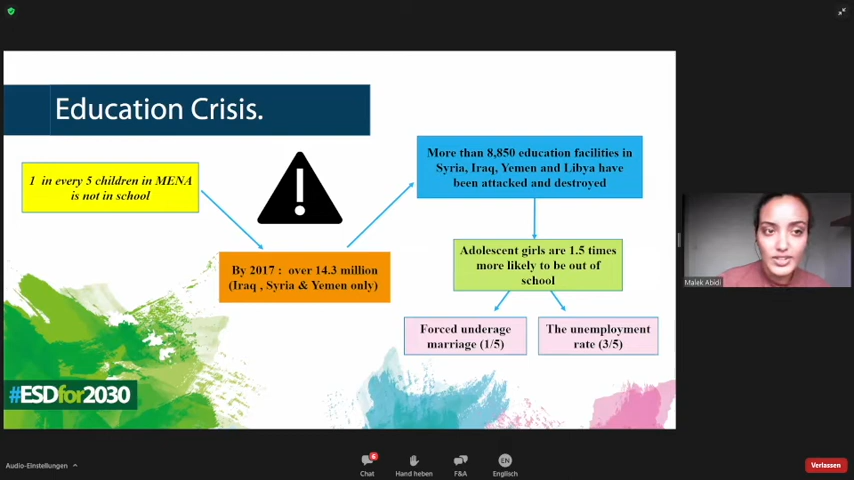 Education Crisis.
1 in every 5 children in MENA
is not in school
By 2017 : over 14.3 million
(Iraq , Syria & Yemen only)
More than 8,850 education facilities in
Syria, Iraq, Yemen and Libya have
been attacked and destroyed
Adolescent girls are 1.5 times
more likely to be out of
school
Forced underage
marriage (1/5)
The unemployment
rate (3/5)
#ESDfor2030
Malek Abidi
Audio-Einstellungen
6
Chat
Hand heben
F&A
EN
Englisch
Verlassen